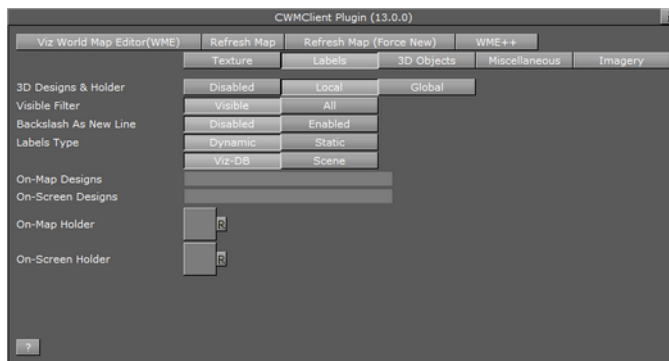 CWMClient Plugin (13.0.0)
Viz World Map Editor(WME) Refresh Map Refresh Map (Force New) WME++
Texture Labels 3D Objects Miscellaneous Imagery
3D Designs & Holder Disabled Local Global
Visible Filter Visible All
Backslash As New Line Disabled Enabled
Labels Type Dynamic Static
Viz-DB Scene
On-Map Designs
On-Screen Designs
On-Map Holder R
On-Screen Holder R
?